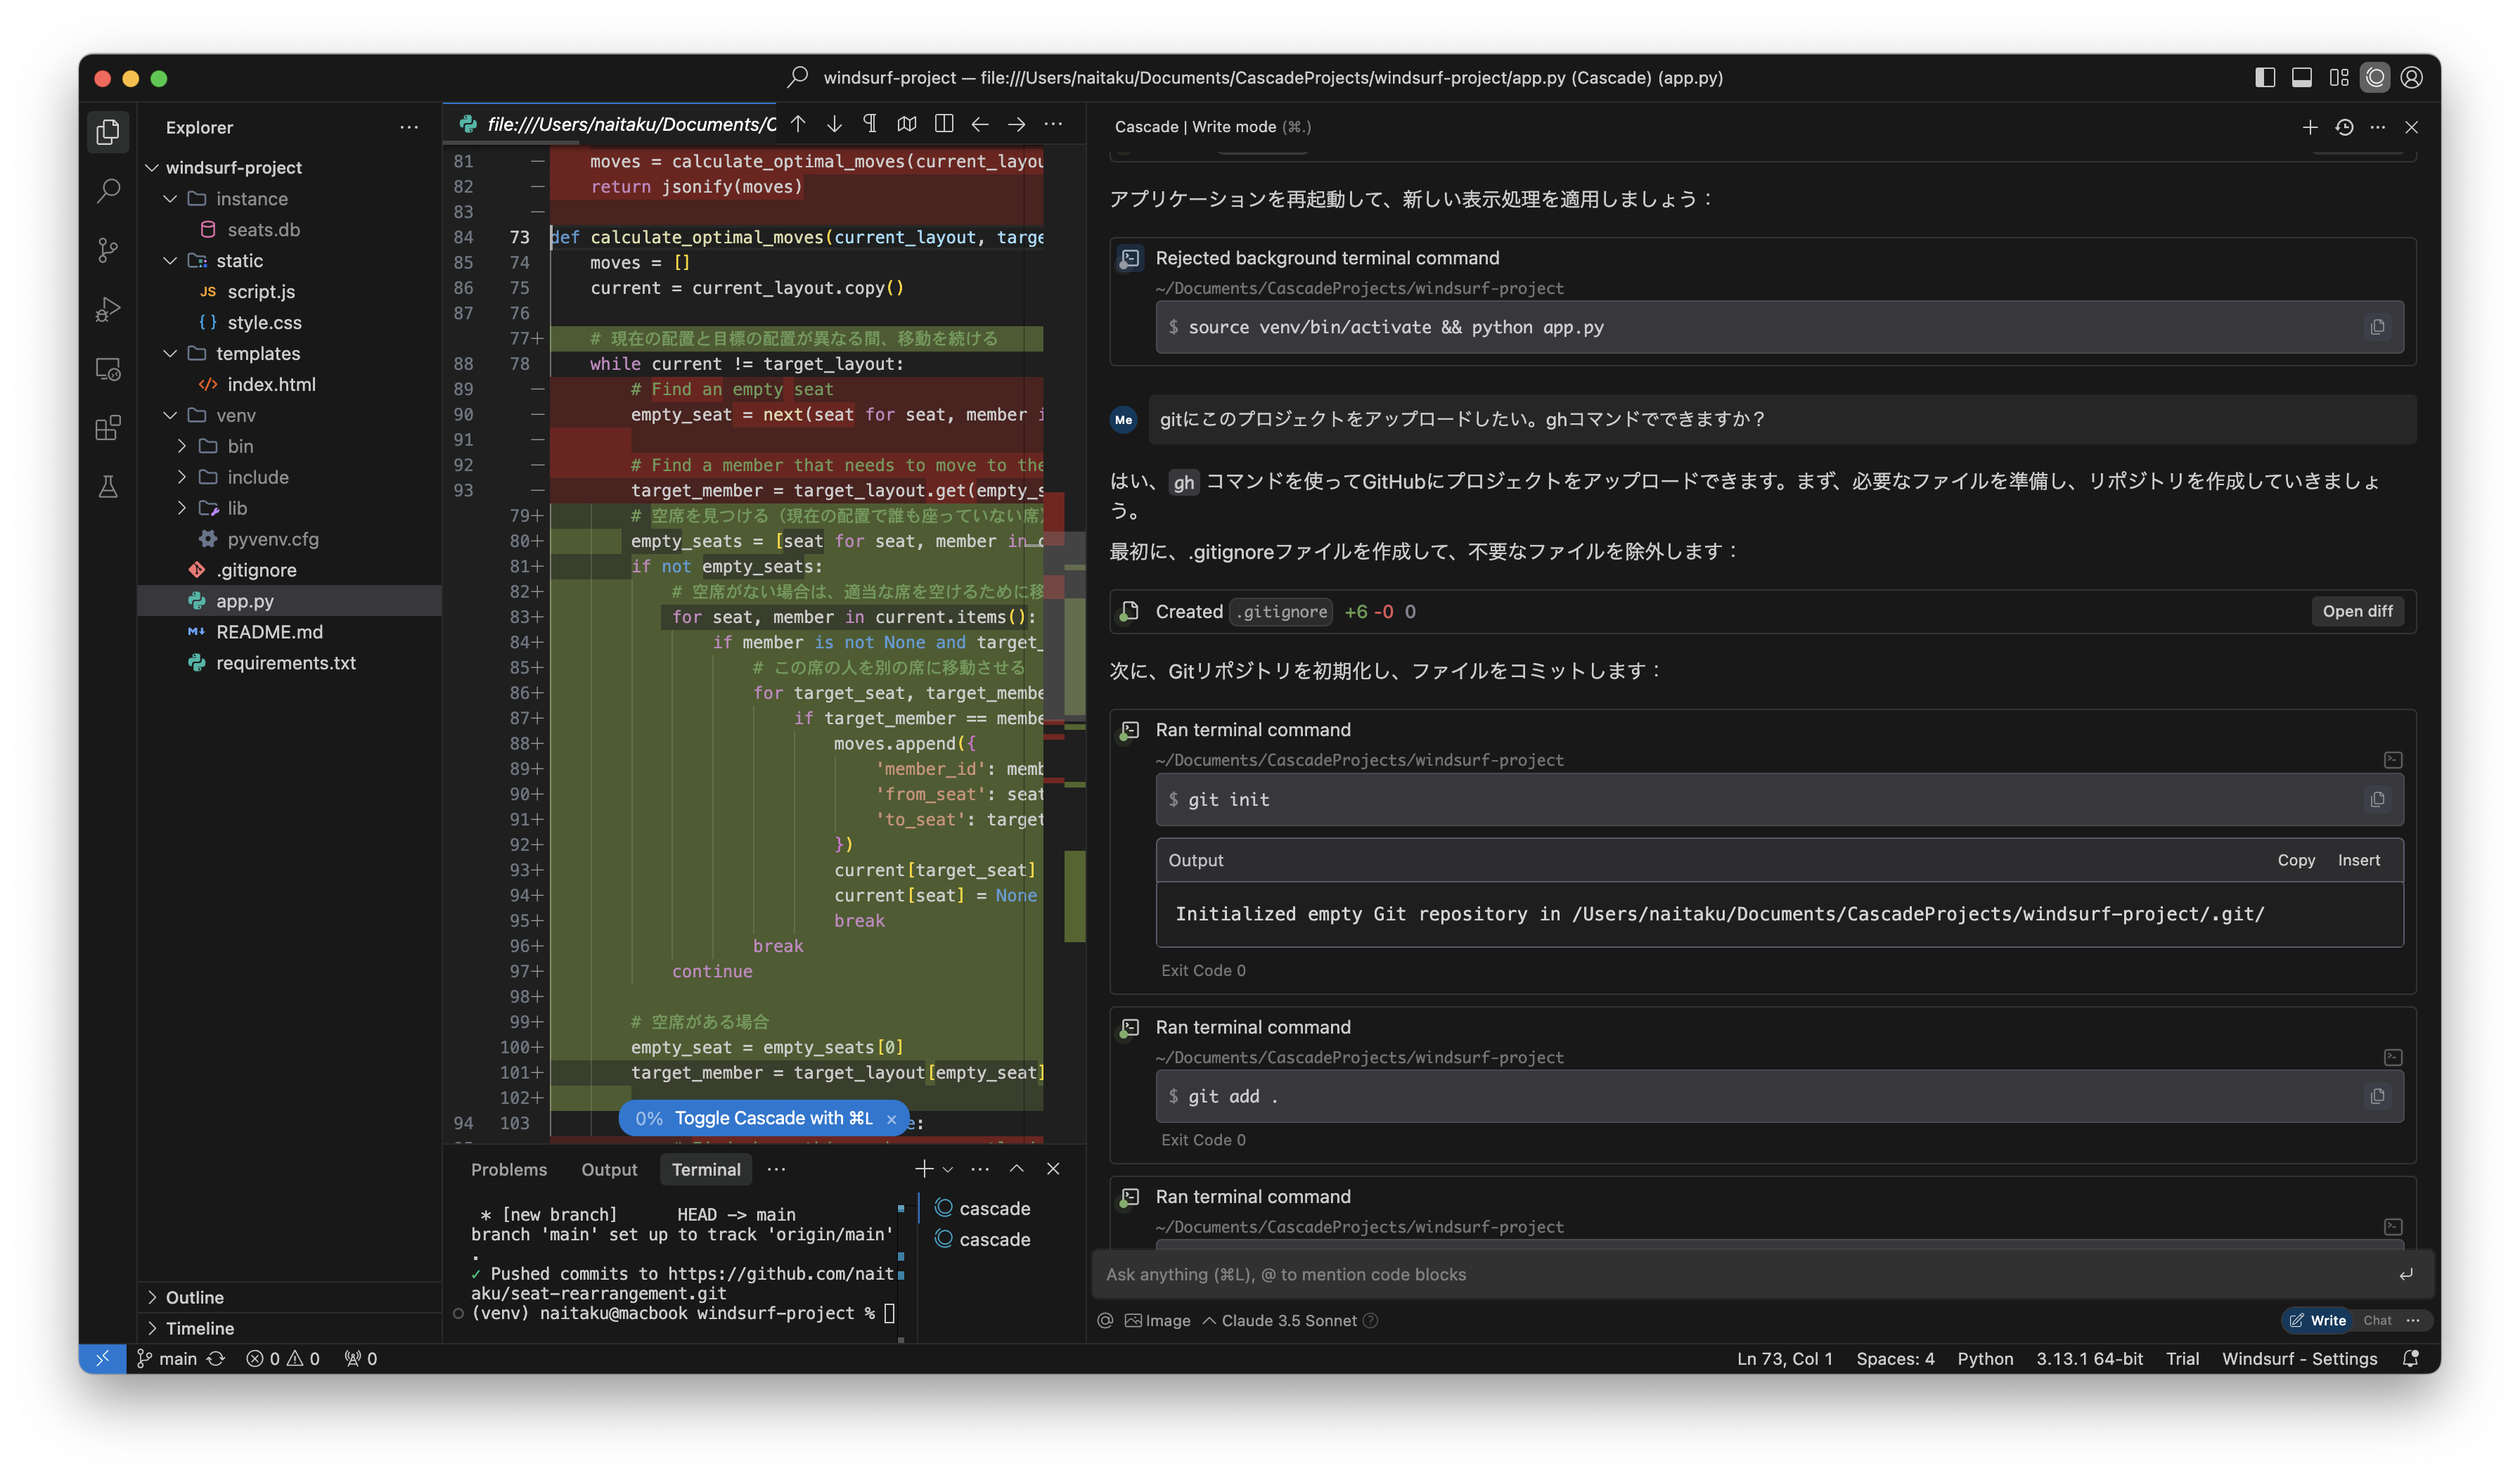 windsurf-project — file:///Users/naitaku/Documents/CascadeProjects/windsurf-project/app.py (Cascade) (app.py)
Explorer
windsurf-project
instance
seats.db
static
JS script.js
{ } style.css
templates
</> index.html
venv
bin
include
lib
pyvenv.cfg
.gitignore
app.py
M↓ README.md
requirements.txt
Outline
Timeline
file:///Users/naitaku/Documents/C
81 — moves = calculate_optimal_moves(current_layou
82 — return jsonify(moves)
83 —
84 73 def calculate_optimal_moves(current_layout, targe
85 74 moves = []
86 75 current = current_layout.copy()
87 76
77+ # 現在の配置と目標の配置が異なる間、移動を続ける
88 78 while current != target_layout:
89 — # Find an empty seat
90 — empty_seat = next(seat for seat, member i
91 —
92 — # Find a member that needs to move to the
93 — target_member = target_layout.get(empty_s
79+ # 空席を見つける（現在の配置で誰も座っていない席）
80+ empty_seats = [seat for seat, member in c
81+ if not empty_seats:
82+ # 空席がない場合は、適当な席を空けるために移
83+ for seat, member in current.items():
84+ if member is not None and target_
85+ # この席の人を別の席に移動させる
86+ for target_seat, target_membe
87+ if target_member == membe
88+ moves.append({
89+ 'member_id': memb
90+ 'from_seat': seat
91+ 'to_seat': target
92+ })
93+ current[target_seat]
94+ current[seat] = None
95+ break
96+ break
97+ continue
98+
99+ # 空席がある場合
100+ empty_seat = empty_seats[0]
101+ target_member = target_layout[empty_seat]
102+
94 103 e:
0% Toggle Cascade with ⌘L ×
Problems Output Terminal
* [new branch] HEAD -> main
branch 'main' set up to track 'origin/main'
.
✓ Pushed commits to https://github.com/nait
aku/seat-rearrangement.git
(venv) naitaku@macbook windsurf-project %
cascade
cascade
Cascade | Write mode (⌘.)
アプリケーションを再起動して、新しい表示処理を適用しましょう：
Rejected background terminal command
~/Documents/CascadeProjects/windsurf-project
$ source venv/bin/activate && python app.py
Me gitにこのプロジェクトをアップロードしたい。ghコマンドでできますか？
はい、 gh コマンドを使ってGitHubにプロジェクトをアップロードできます。まず、必要なファイルを準備し、リポジトリを作成していきましょ
う。
最初に、.gitignoreファイルを作成して、不要なファイルを除外します：
Created .gitignore +6 -0 0 Open diff
次に、Gitリポジトリを初期化し、ファイルをコミットします：
Ran terminal command
~/Documents/CascadeProjects/windsurf-project
$ git init
Output Copy Insert
Initialized empty Git repository in /Users/naitaku/Documents/CascadeProjects/windsurf-project/.git/
Exit Code 0
Ran terminal command
~/Documents/CascadeProjects/windsurf-project
$ git add .
Exit Code 0
Ran terminal command
~/Documents/CascadeProjects/windsurf-project
Ask anything (⌘L), @ to mention code blocks
@ Image Claude 3.5 Sonnet
Write Chat
main 0 0 0
Ln 73, Col 1 Spaces: 4 Python 3.13.1 64-bit Trial Windsurf - Settings